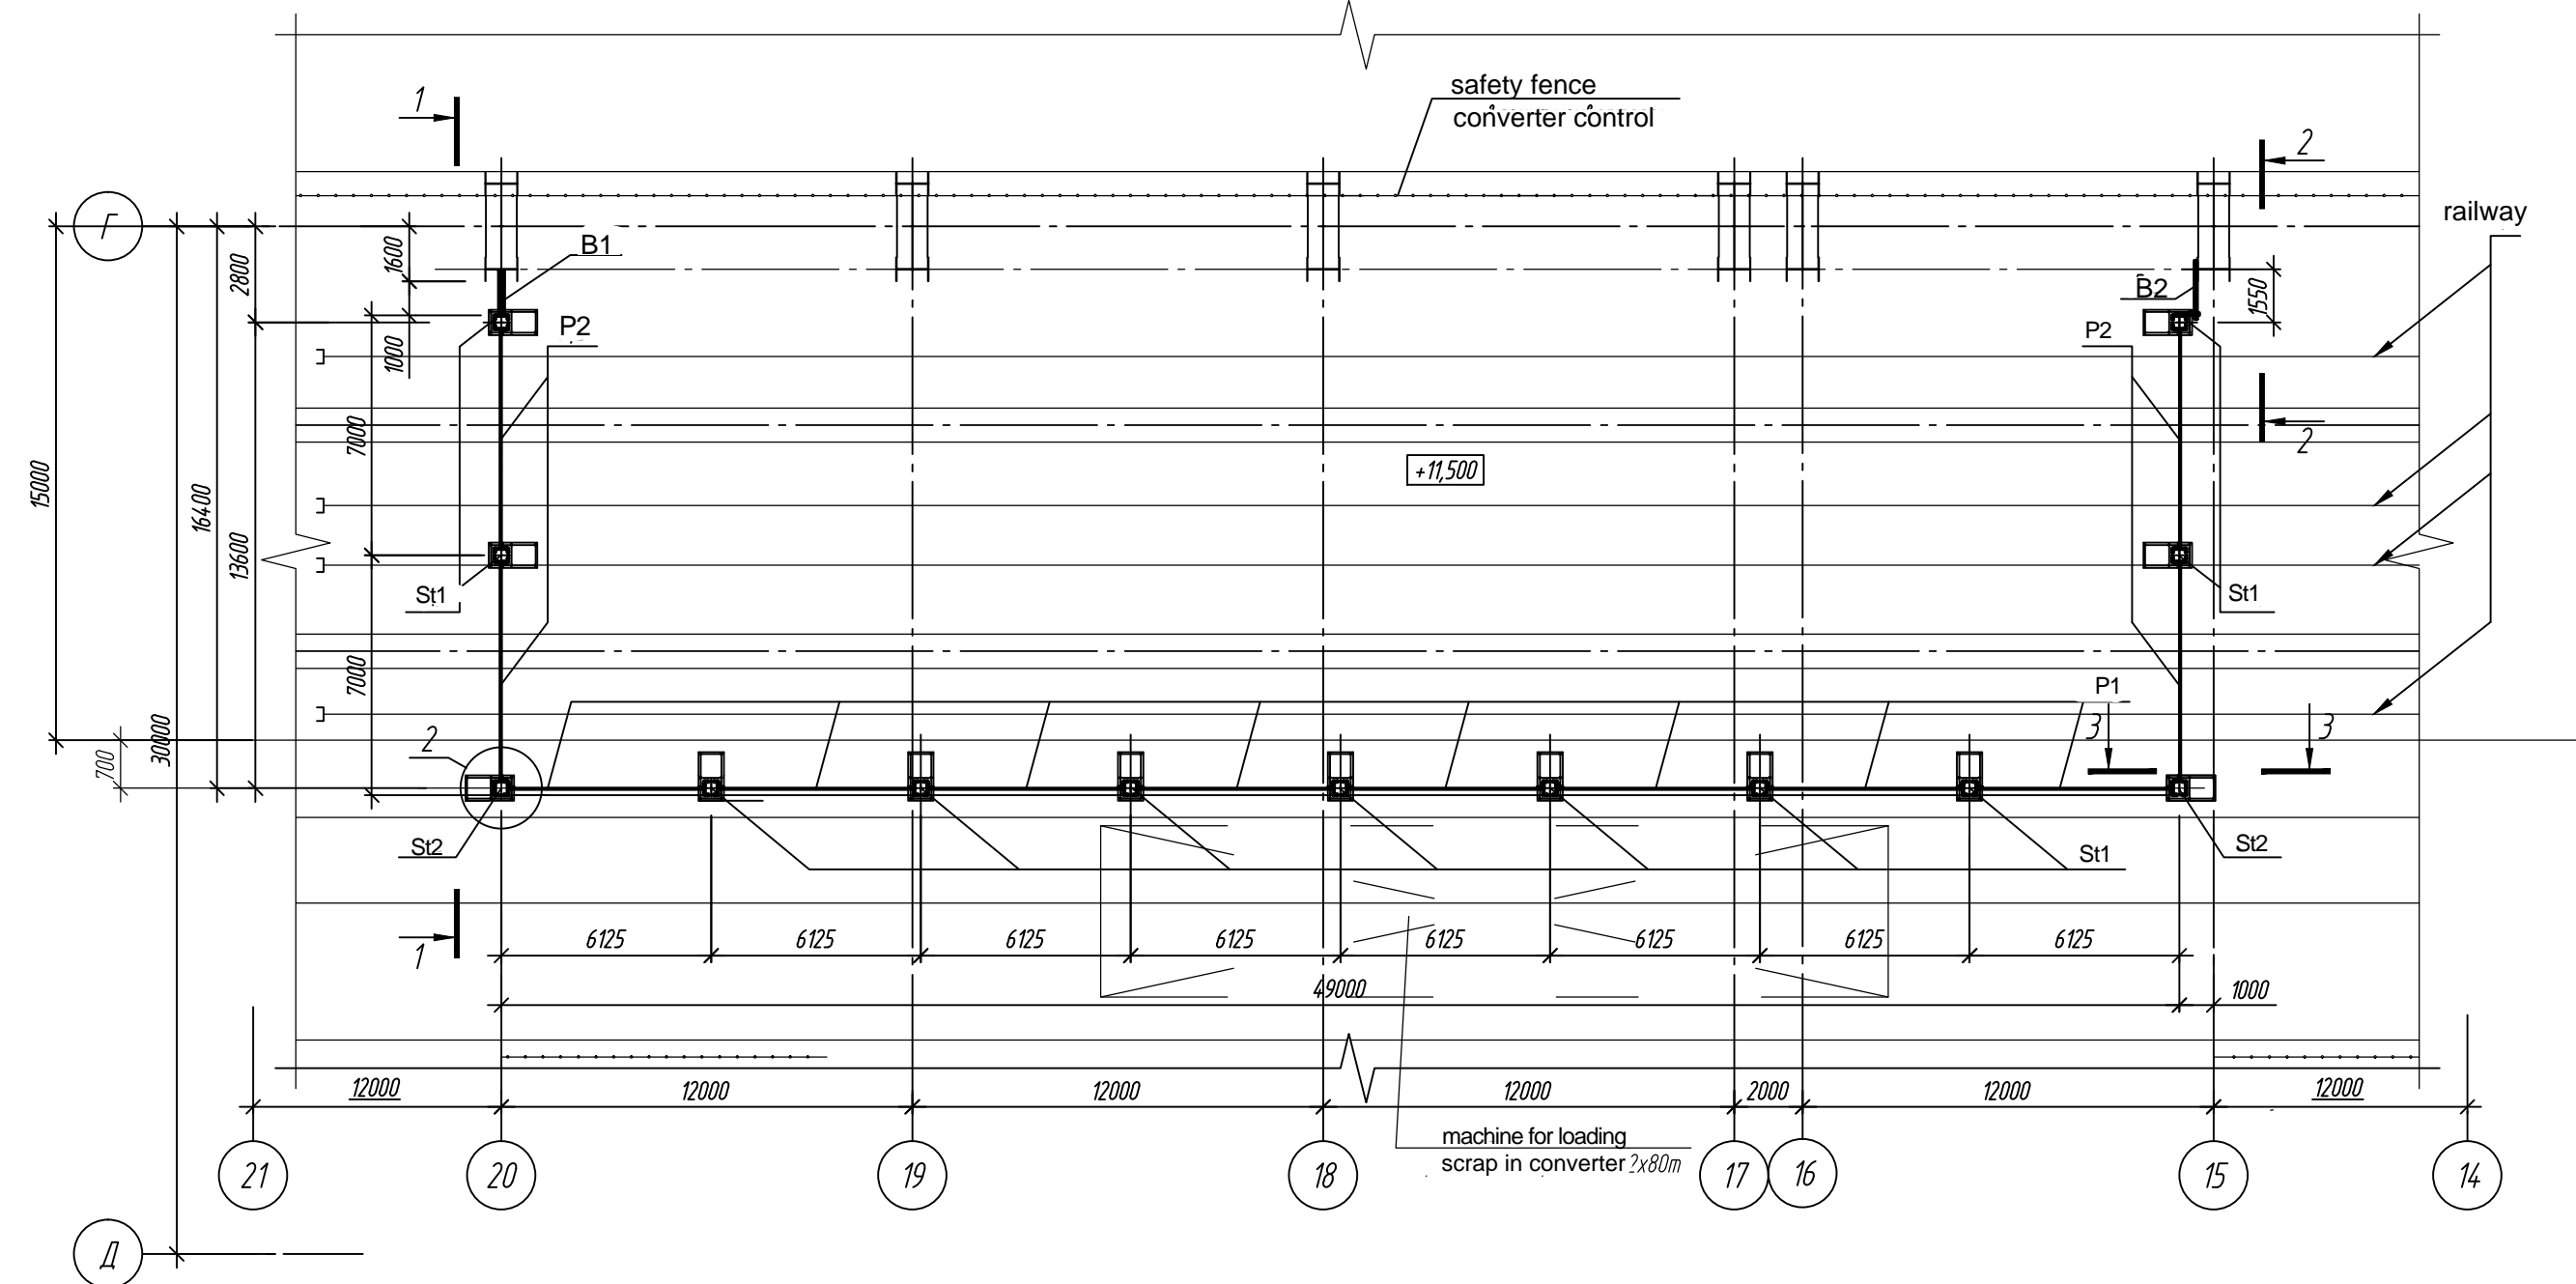 safety fence
converter control
1
2
railway
Г
B1
1600
2800
B2
1550
P2
P2
1000
7000
2
+11,500
15000
16400
13600
St1
St1
7000
P1
3
3
2
700
30000
St2
St1
St2
1
6125
6125
6125
6125
6125
6125
6125
6125
49000
1000
12000
12000
12000
12000
2000
12000
12000
machine for loading
scrap in converter 2x80m
21
20
19
18
17
16
15
14
Д